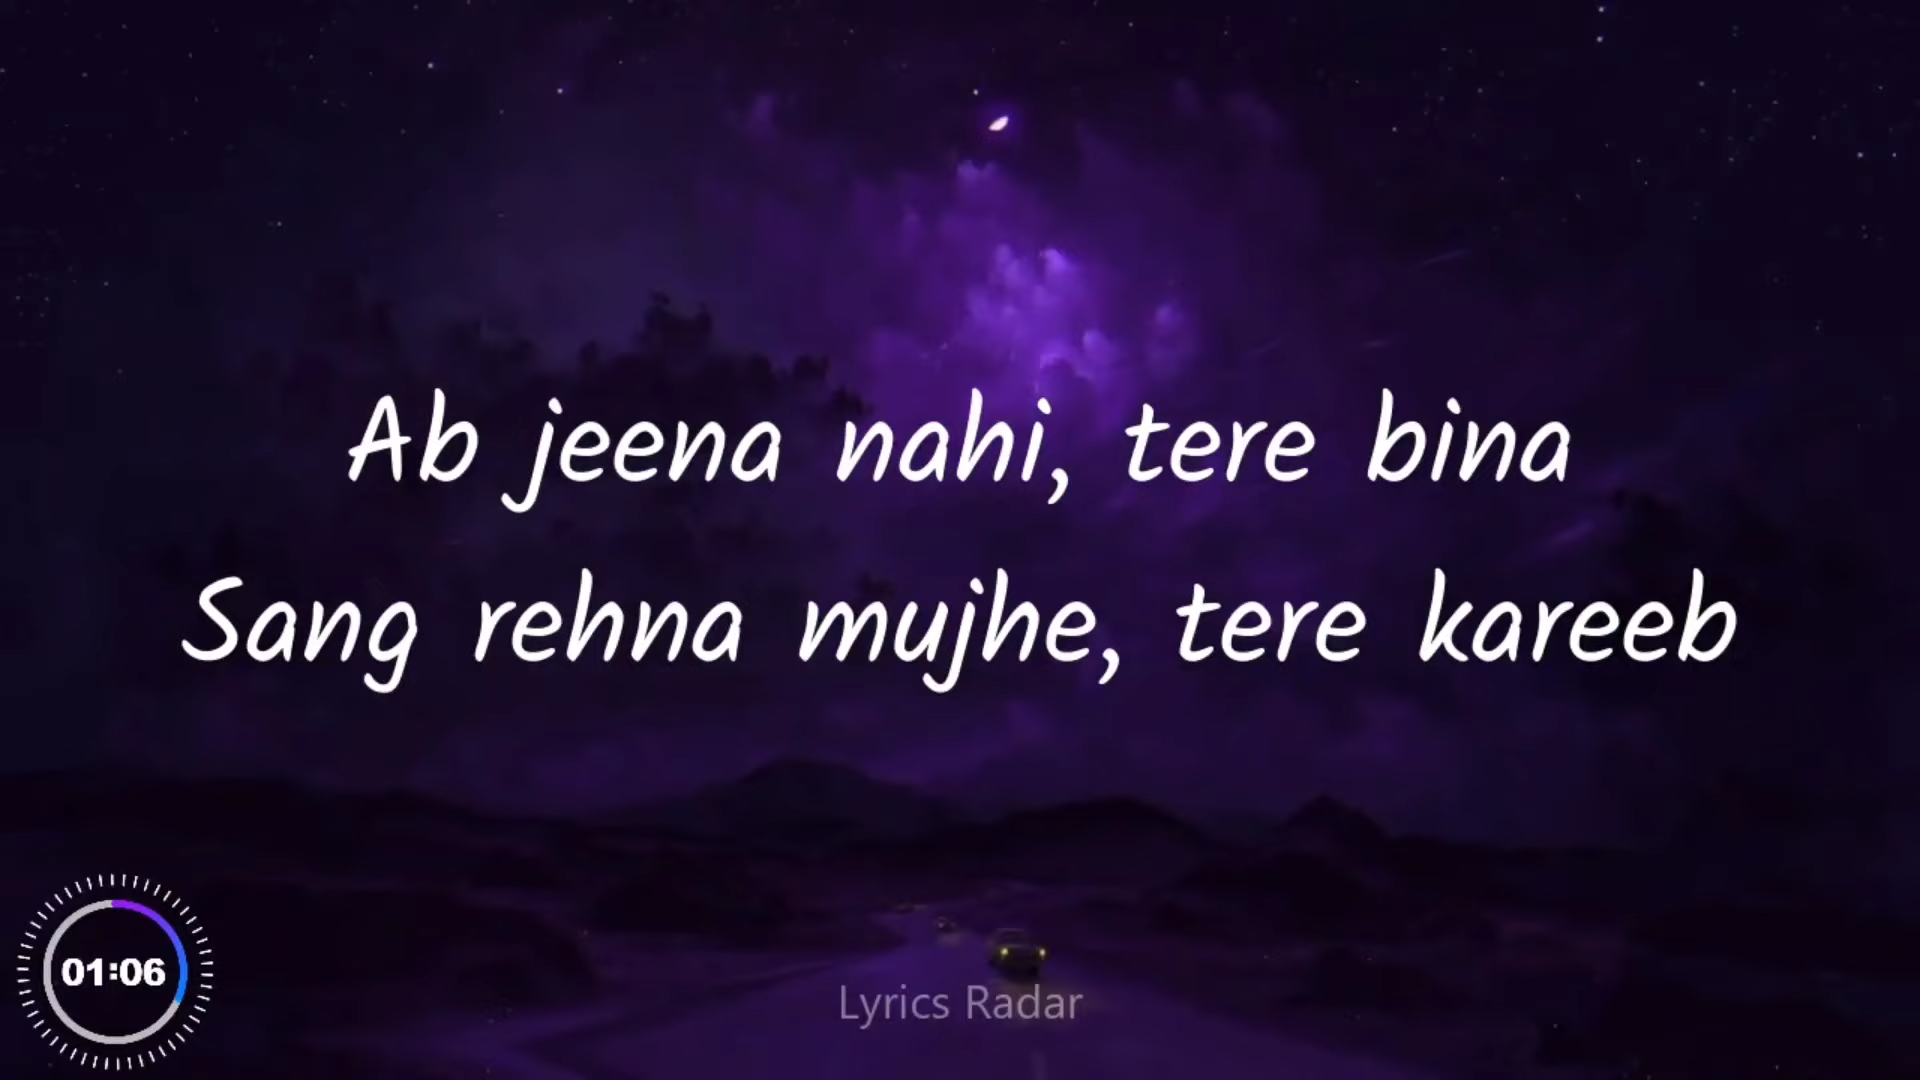 Ab jeena nahi, tere bina
Sang rehna mujhe, tere kareeb
01:06
Lyrics Radar